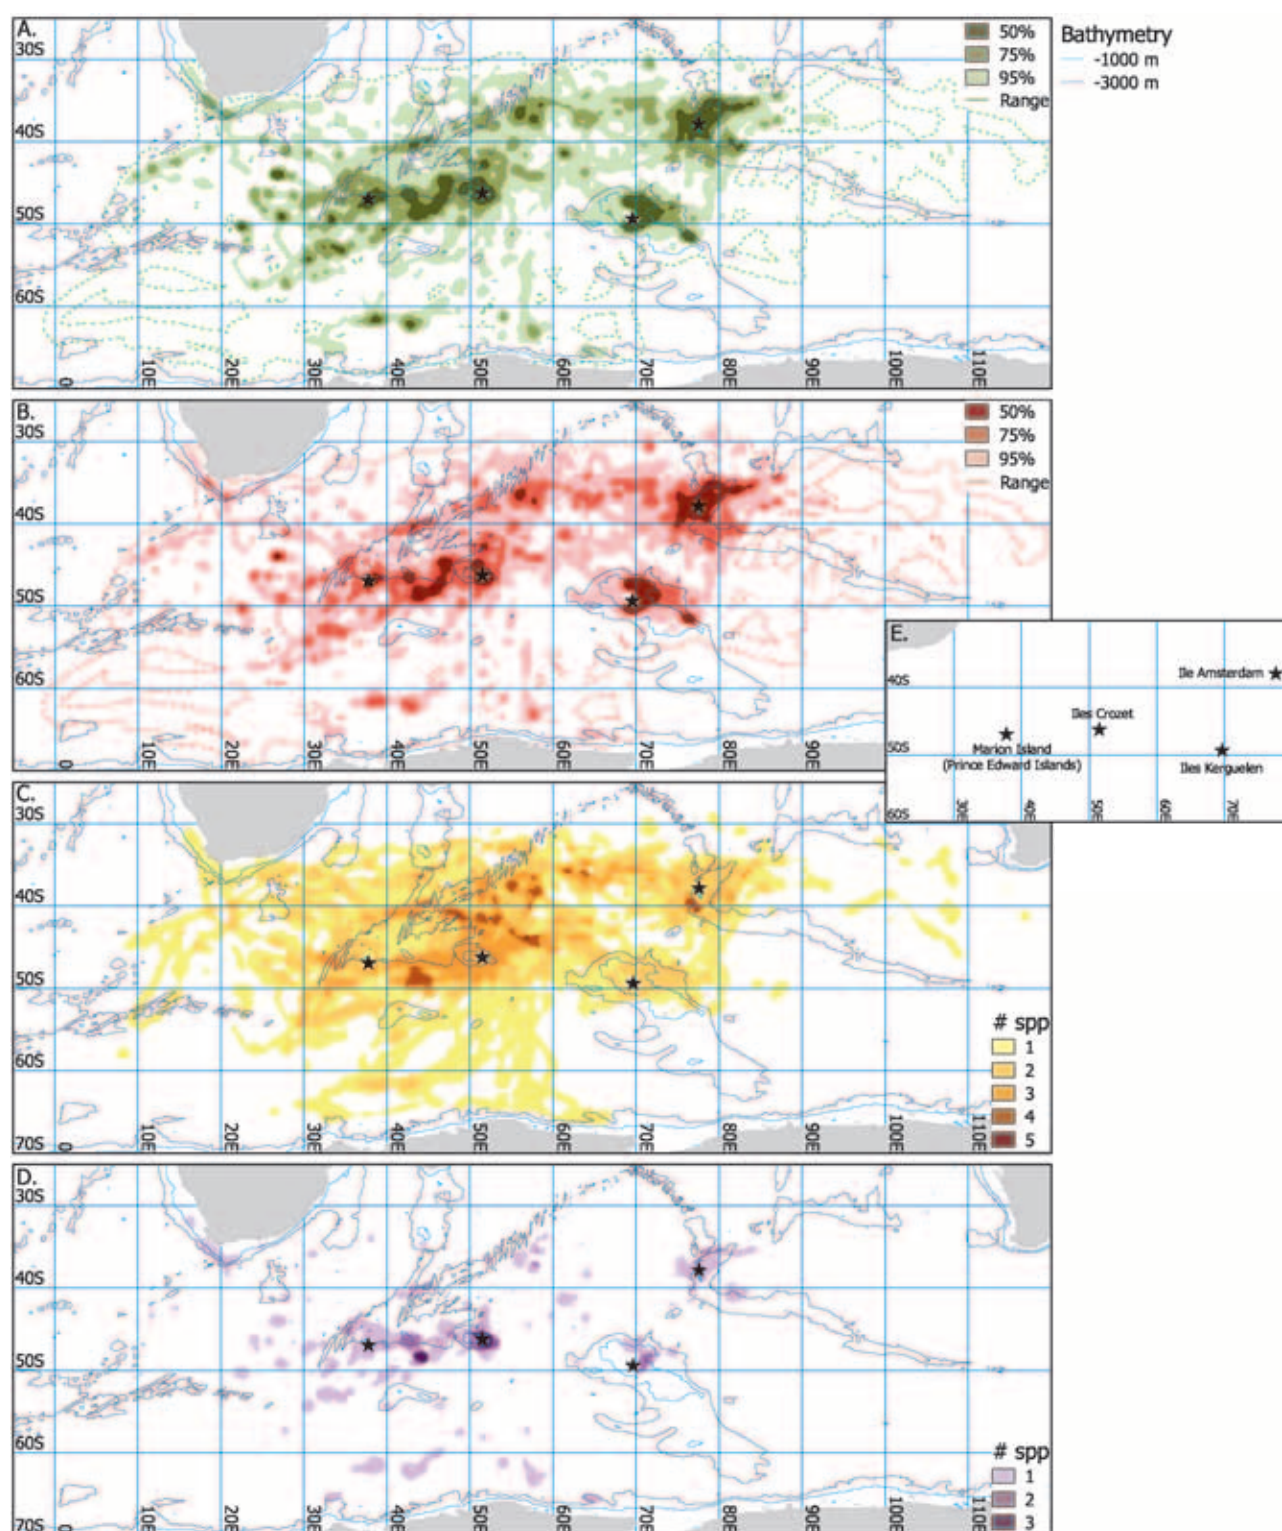 A.
30S
40S
50S
60S
0
10E
20E
30E
40E
50E
60E
70E
80E
90E
100E
110E
50%
75%
95%
Range
Bathymetry
-1000 m
-3000 m
B.
30S
40S
50S
60S
0
10E
20E
30E
40E
50E
60E
70E
80E
90E
50%
75%
95%
Range
E.
40S
50S
60S
30E
40E
50E
60E
70E
Ile Amsterdam
Iles Crozet
Marion Island
(Prince Edward Islands)
Iles Kerguelen
C.
30S
40S
50S
60S
70S
0
10E
20E
30E
40E
50E
60E
70E
80E
90E
100E
110E
# spp
1
2
3
4
5
D.
30S
40S
50S
60S
70S
0
10E
20E
30E
40E
50E
60E
70E
80E
90E
100E
110E
# spp
1
2
3